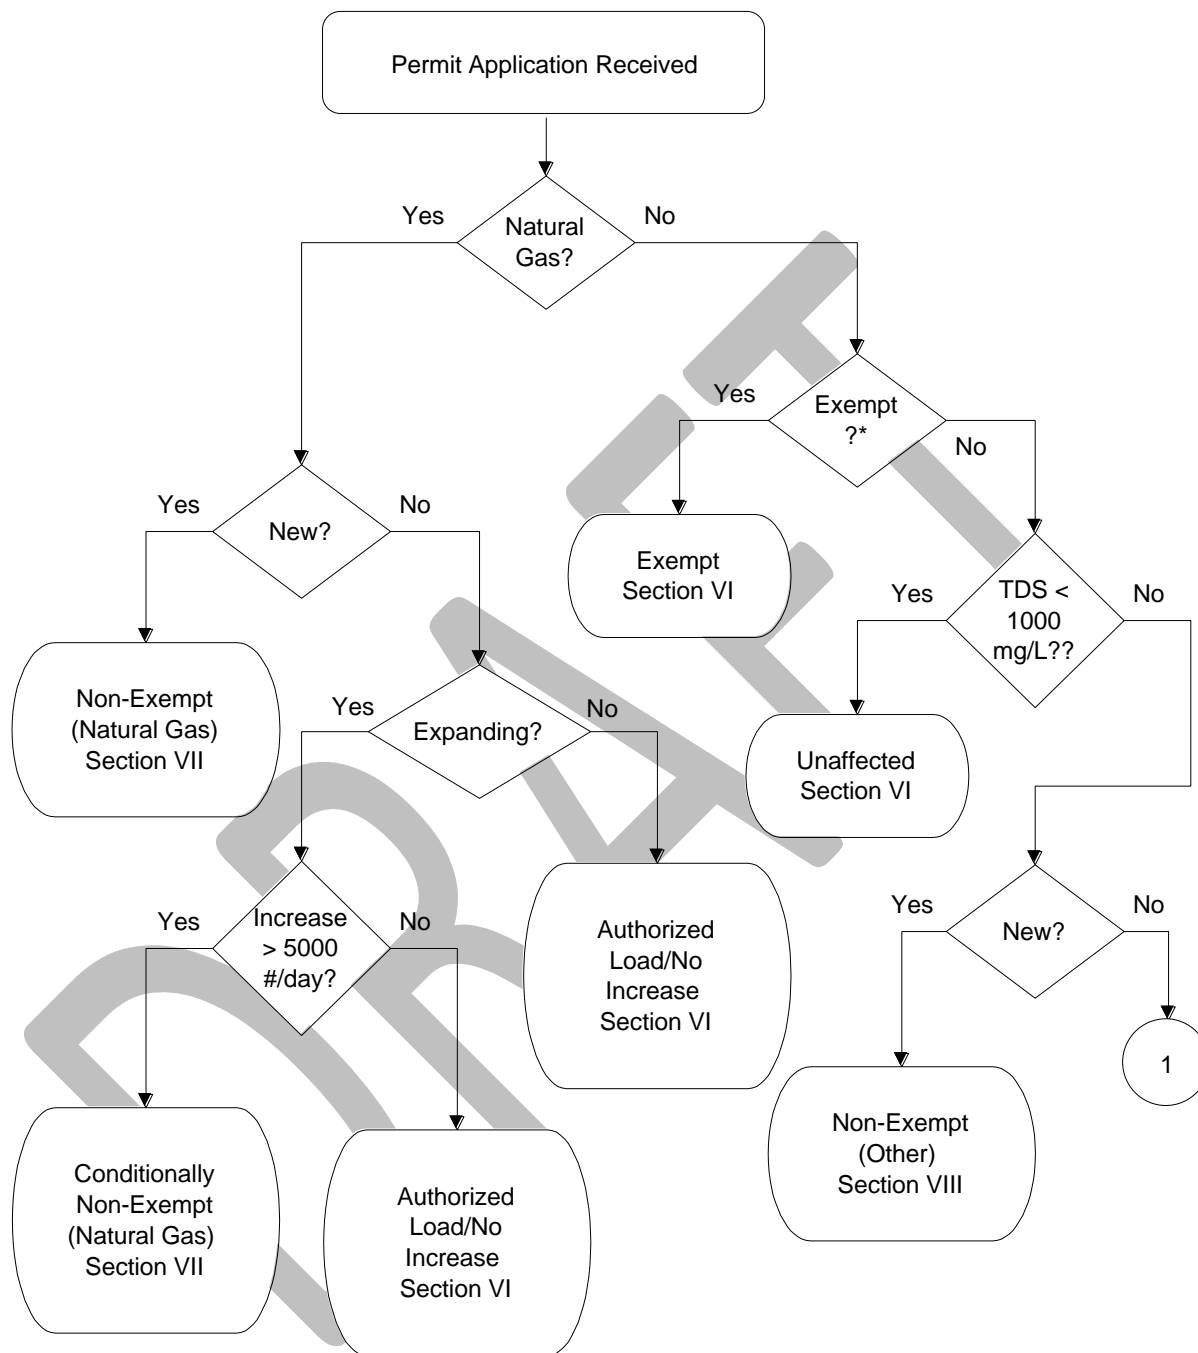 Permit Application Received
Yes
No
Natural
Gas?
Yes
Exempt
?*
No
Yes
No
New?
Exempt
Section VI
Yes
TDS <
1000
mg/L??
No
Non-Exempt
(Natural Gas)
Section VII
Yes
Expanding?
No
Unaffected
Section VI
Yes
Increase
> 5000
#/day?
No
Authorized
Load/No
Increase
Section VI
Yes
New?
No
1
Conditionally
Non-Exempt
(Natural Gas)
Section VII
Authorized
Load/No
Increase
Section VI
Non-Exempt
(Other)
Section VIII
DRAFT